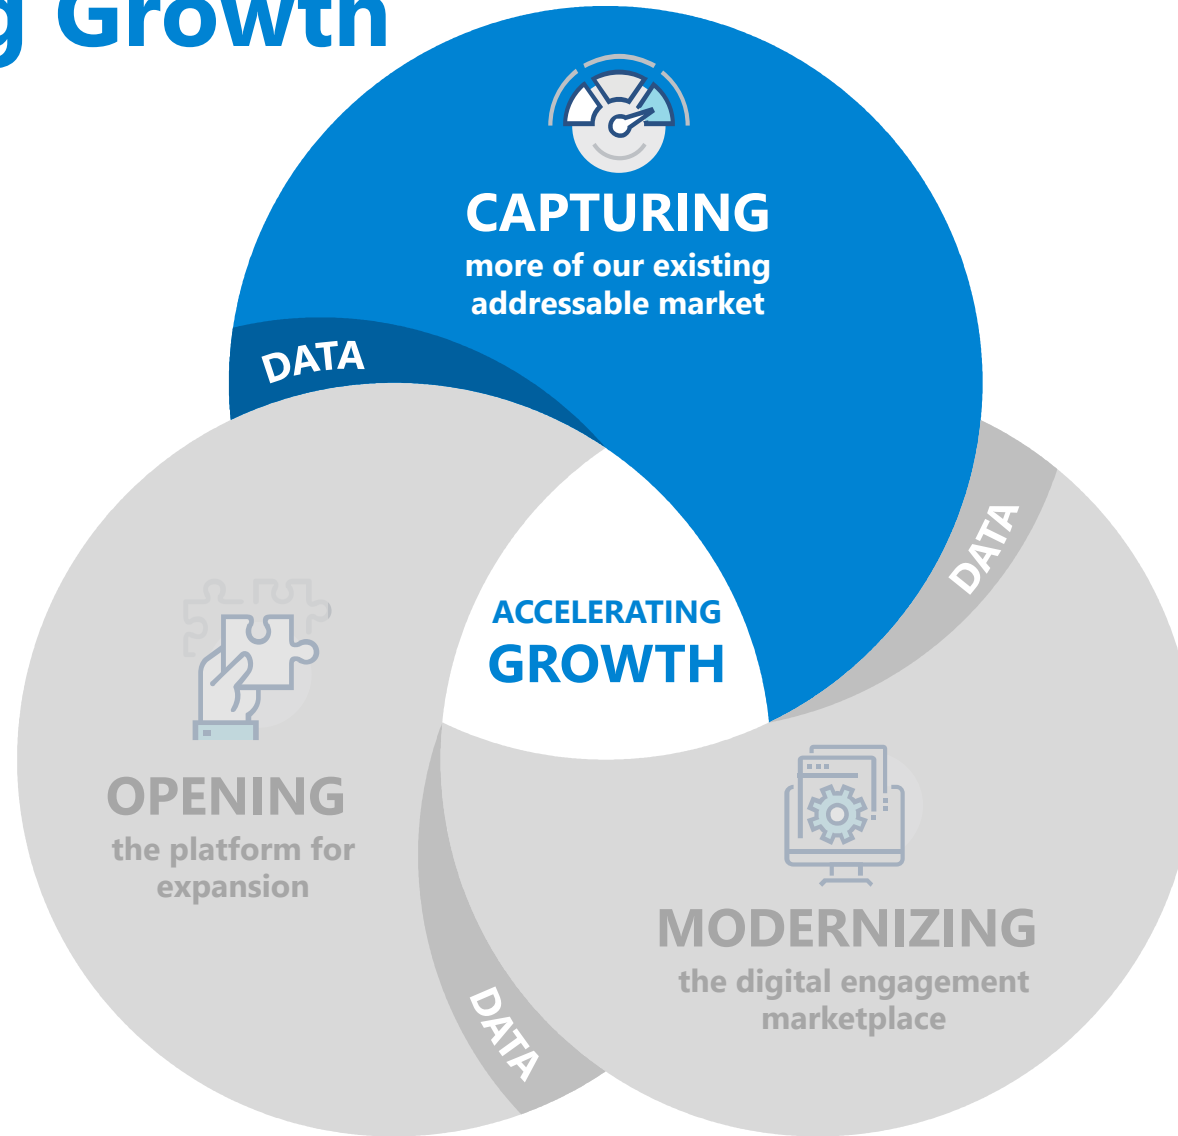 g Growth
CAPTURING
more of our existing
addressable market
DATA
DATA
ACCELERATING
GROWTH
OPENING
the platform for
expansion
MODERNIZING
the digital engagement
marketplace
DATA